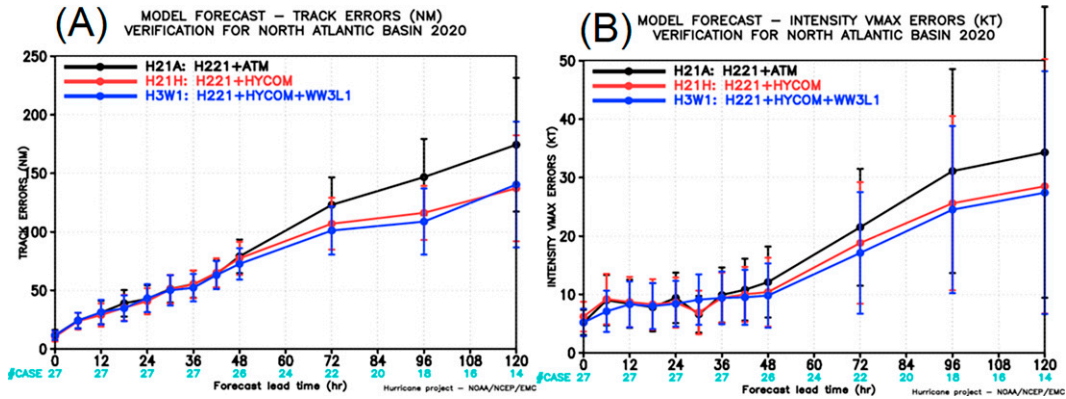 (A)
MODEL FORECAST – TRACK ERRORS (NM)
VERIFICATION FOR NORTH ATLANTIC BASIN 2020
H21A: H221+ATM
H21H: H221+HYCOM
H3W1: H221+HYCOM+WW3L1
TRACK ERRORS (NM)
250
200
150
100
50
0
0 12 24 36 48 24 72 84 96 108 120
#CASE 27 27 27 27 26 24 22 20 18 16 14
Forecast lead time (hr)
Hurricane project – NOAA/NCEP/EMC
(B)
MODEL FORECAST – INTENSITY VMAX ERRORS (KT)
VERIFICATION FOR NORTH ATLANTIC BASIN 2020
H21A: H221+ATM
H21H: H221+HYCOM
H3W1: H221+HYCOM+WW3L1
INTENSITY VMAX ERRORS (KT)
50
40
30
20
10
0
0 12 24 36 48 24 72 84 96 108 120
#CASE 27 27 27 27 26 24 22 20 18 16 14
Forecast lead time (hr)
Hurricane project – NOAA/NCEP/EMC